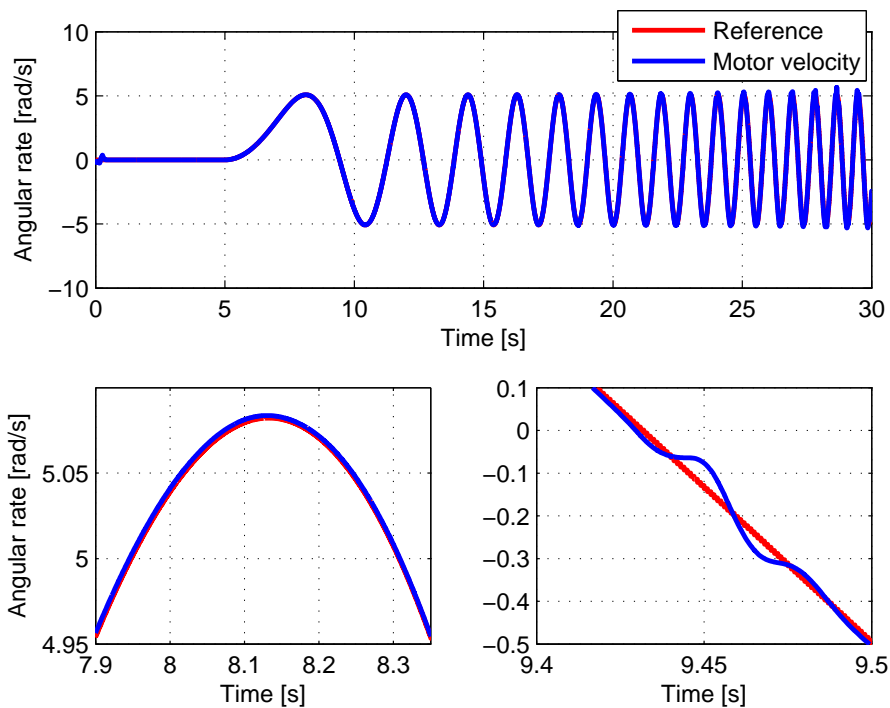 Reference
Motor velocity
Angular rate [rad/s]
10
5
0
−5
−10
0 5 10 15 20 25 30
Time [s]
Angular rate [rad/s]
5.05
5
4.95
7.9 8 8.1 8.2 8.3
Time [s]
0.1
0
−0.1
−0.2
−0.3
−0.4
−0.5
9.4 9.45 9.5
Time [s]